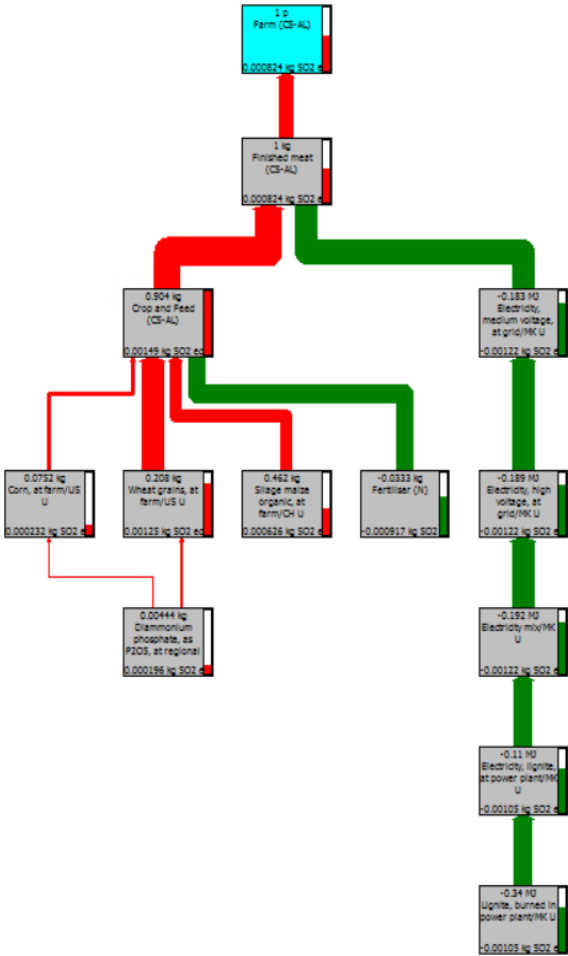 1 p
Farm (CS-AL)
0.000824 kg SO2 e
1 kg
Finished meat
(CS-AL)
0.000824 kg SO2 e
0.904 kg
Crop and Feed
(CS-AL)
0.00149 kg SO2 eq
-0.183 MJ
Electricity,
medium voltage,
at grid/MK U
-0.00122 kg SO2 e
0.0752 kg
Corn, at farm/US
U
0.000232 kg SO2 e
0.208 kg
Wheat grains, at
farm/US U
0.00125 kg SO2 e
0.462 kg
Silage maize
organic, at
farm/CH U
0.000626 kg SO2 e
-0.0333 kg
Fertiliser (N)
-0.000917 kg SO2
-0.189 MJ
Electricity, high
voltage, at
grid/MK U
-0.00122 kg SO2 e
0.00444 kg
Diammonium
phosphate, as
P2O5, at regional
0.000196 kg SO2 e
-0.192 MJ
Electricity mix/MK
U
-0.00122 kg SO2 e
-0.11 MJ
Electricity, lignite,
at power plant/MK
U
-0.00105 kg SO2 e
-0.34 MJ
Lignite, burned in
power plant/MK U
-0.00105 kg SO2 e